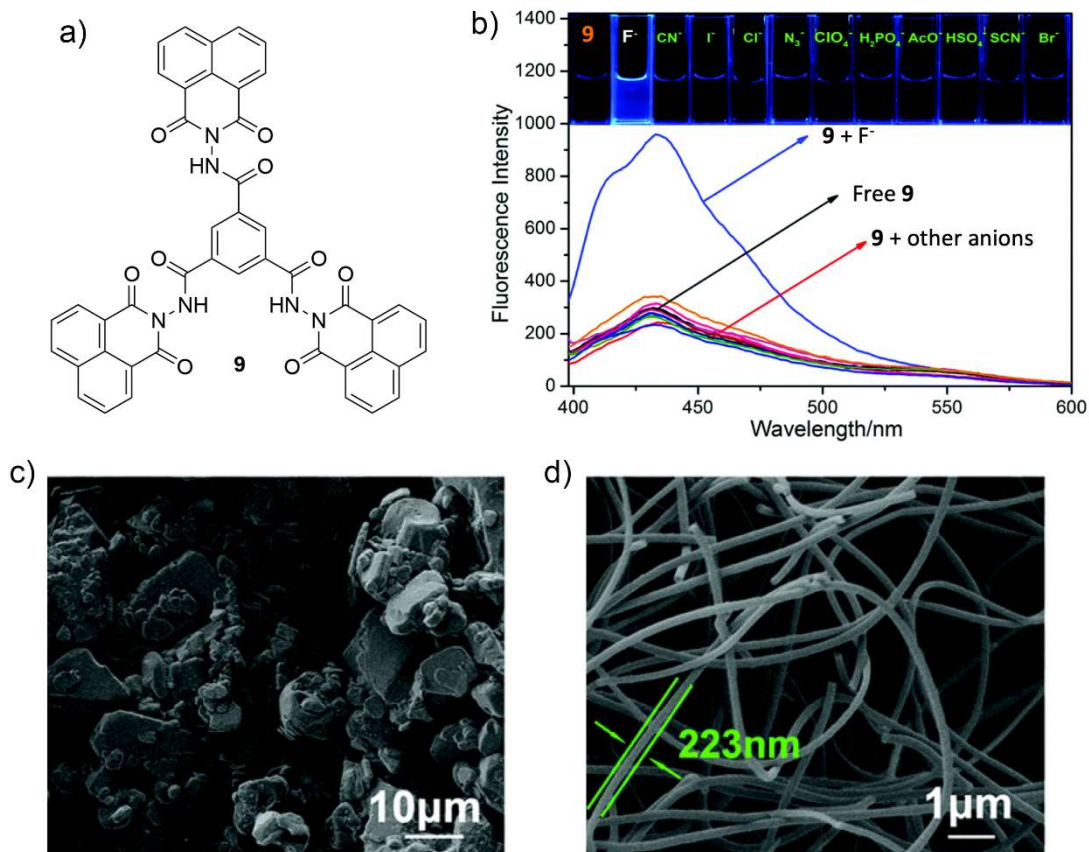 a)
O
N
O
HN
O
O
O
O
N
NH
O
O
HN
N
O
O
9
b)
1400
1200
1000
800
600
400
200
0
9
F⁻
CN⁻
I⁻
Cl⁻
N₃⁻
ClO₄⁻
H₂PO₄⁻
AcO⁻
HSO₄⁻
SCN⁻
Br⁻
9 + F⁻
Free 9
9 + other anions
Fluorescence Intensity
400
450
500
550
600
Wavelength/nm
c)
10µm
d)
223nm
1µm